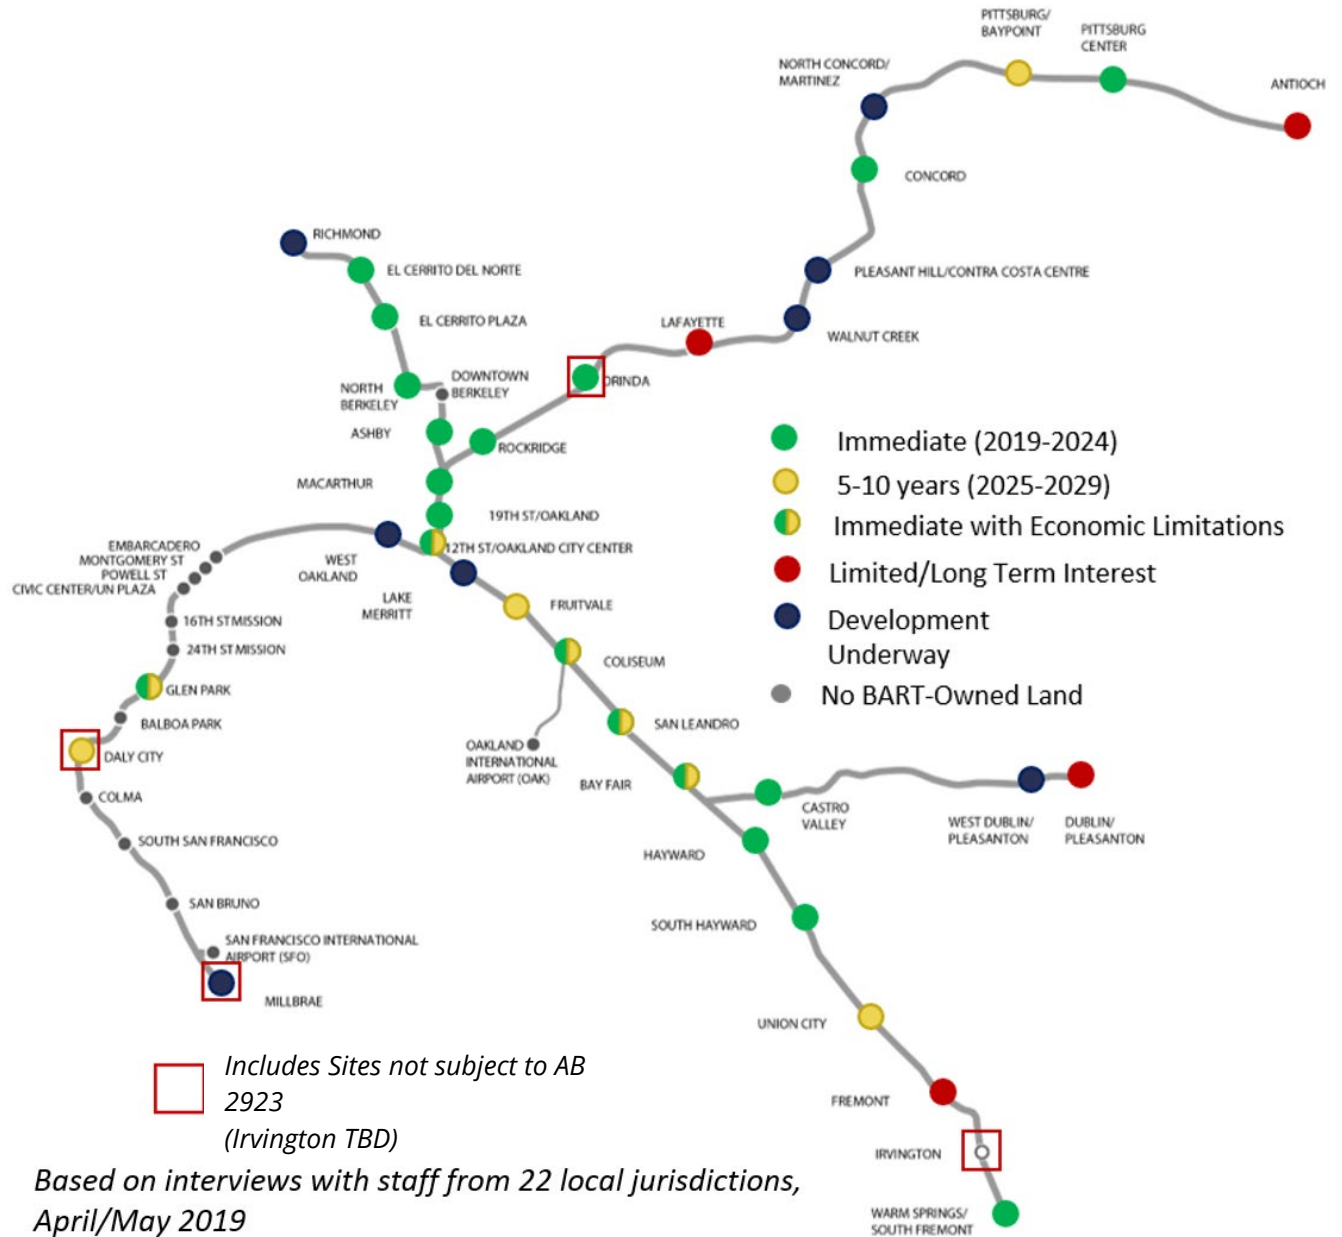 PITTSBURG/
BAYPOINT
PITTSBURG
CENTER
NORTH CONCORD/
MARTINEZ
ANTIOCH
CONCORD
RICHMOND
EL CERRITO DEL NORTE
PLEASANT HILL/CONTRA COSTA CENTRE
EL CERRITO PLAZA
LAFAYETTE
WALNUT CREEK
DOWNTOWN
BERKELEY
NORTH
BERKELEY
ORINDA
ASHBY
ROCKRIDGE
MACARTHUR
19TH ST/OAKLAND
12TH ST/OAKLAND CITY CENTER
EMBARCADERO
MONTGOMERY ST
POWELL ST
CIVIC CENTER/UN PLAZA
WEST
OAKLAND
LAKE
MERRITT
FRUITVALE
16TH ST MISSION
24TH ST MISSION
COLISEUM
GLEN PARK
BALBOA PARK
SAN LEANDRO
DALY CITY
OAKLAND
INTERNATIONAL
AIRPORT (OAK)
BAY FAIR
COLMA
CASTRO
VALLEY
WEST DUBLIN/
PLEASANTON
DUBLIN/
PLEASANTON
SOUTH SAN FRANCISCO
HAYWARD
SAN BRUNO
SOUTH HAYWARD
SAN FRANCISCO INTERNATIONAL
AIRPORT (SFO)
MILLBRAE
UNION CITY
FREMONT
IRVINGTON
WARM SPRINGS/
SOUTH FREMONT
Immediate (2019-2024)
5-10 years (2025-2029)
Immediate with Economic Limitations
Limited/Long Term Interest
Development
Underway
No BART-Owned Land
Includes Sites not subject to AB
2923
(Irvington TBD)
Based on interviews with staff from 22 local jurisdictions,
April/May 2019